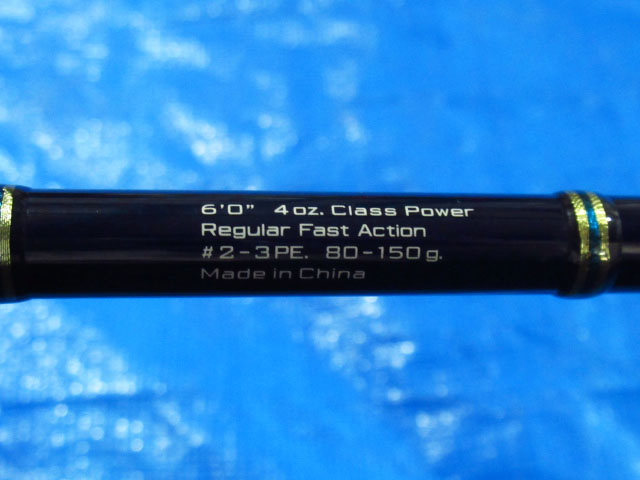 6'0" 4oz. Class Power
Regular Fast Action
#2-3PE. 80-150g.
Made in China